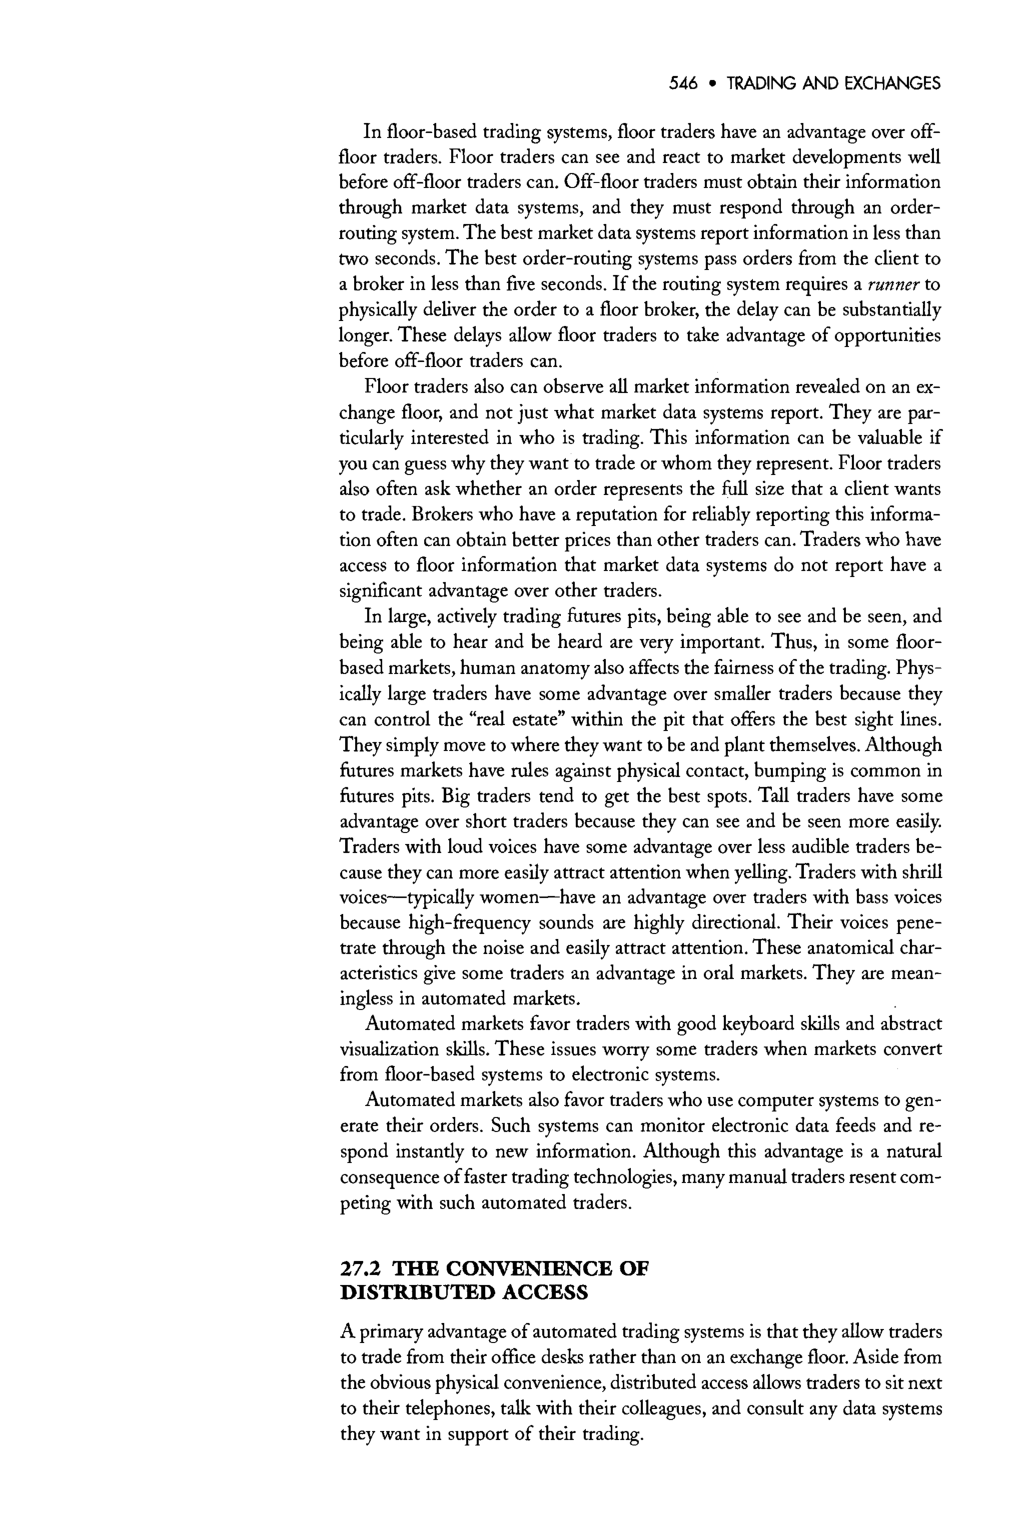 546 • TRADING AND EXCHANGES
In floor-based trading systems, floor traders have an advantage over off-
floor traders. Floor traders can see and react to market developments well
before off-floor traders can. Off-floor traders must obtain their information
through market data systems, and they must respond through an order-
routing system. The best market data systems report information in less than
two seconds. The best order-routing systems pass orders from the client to
a broker in less than five seconds. If the routing system requires a runner to
physically deliver the order to a floor broker, the delay can be substantially
longer. These delays allow floor traders to take advantage of opportunities
before off-floor traders can.
Floor traders also can observe all market information revealed on an ex-
change floor, and not just what market data systems report. They are par-
ticularly interested in who is trading. This information can be valuable if
you can guess why they want to trade or whom they represent. Floor traders
also often ask whether an order represents the full size that a client wants
to trade. Brokers who have a reputation for reliably reporting this informa-
tion often can obtain better prices than other traders can. Traders who have
access to floor information that market data systems do not report have a
significant advantage over other traders.
In large, actively trading futures pits, being able to see and be seen, and
being able to hear and be heard are very important. Thus, in some floor-
based markets, human anatomy also affects the fairness of the trading. Phys-
ically large traders have some advantage over smaller traders because they
can control the "real estate" within the pit that offers the best sight lines.
They simply move to where they want to be and plant themselves. Although
futures markets have rules against physical contact, bumping is common in
futures pits. Big traders tend to get the best spots. Tall traders have some
advantage over short traders because they can see and be seen more easily.
Traders with loud voices have some advantage over less audible traders be-
cause they can more easily attract attention when yelling. Traders with shrill
voices—typically women—have an advantage over traders with bass voices
because high-frequency sounds are highly directional. Their voices pene-
trate through the noise and easily attract attention. These anatomical char-
acteristics give some traders an advantage in oral markets. They are mean-
ingless in automated markets.
Automated markets favor traders with good keyboard skills and abstract
visualization skills. These issues worry some traders when markets convert
from floor-based systems to electronic systems.
Automated markets also favor traders who use computer systems to gen-
erate their orders. Such systems can monitor electronic data feeds and re-
spond instantly to new information. Although this advantage is a natural
consequence of faster trading technologies, many manual traders resent com-
peting with such automated traders.
27.2 THE CONVENIENCE OF
DISTRIBUTED ACCESS
A primary advantage of automated trading systems is that they allow traders
to trade from their office desks rather than on an exchange floor. Aside from
the obvious physical convenience, distributed access allows traders to sit next
to their telephones, talk with their colleagues, and consult any data systems
they want in support of their trading.